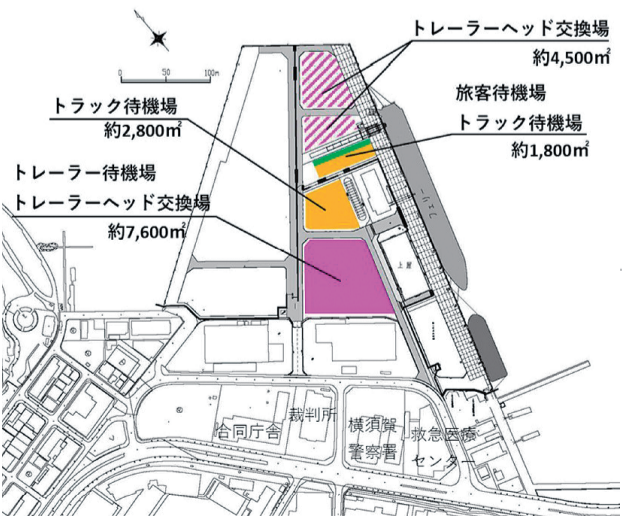 トレーラーヘッド交換場
約4,500㎡
旅客待機場
トラック待機場
約1,800㎡
トラック待機場
約2,800㎡
トレーラー待機場
トレーラーヘッド交換場
約7,600㎡
0 50 100m
フェリー
上屋
合同庁舎
裁判所
横須賀
警察署
救急医療
センター